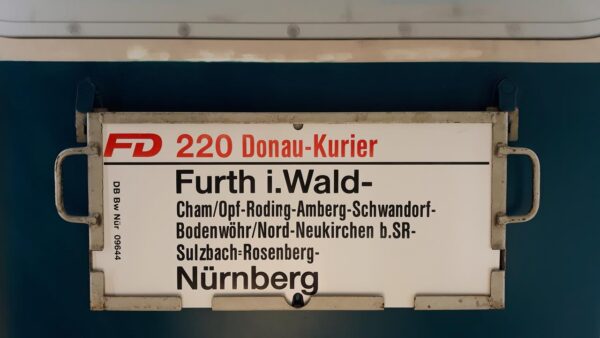 FD 220 Donau-Kurier
Furth i.Wald-
Cham/Opf-Roding-Amberg-Schwandorf-
Bodenwöhr/Nord-Neukirchen b.SR-
Sulzbach=Rosenberg-
Nürnberg
DB Bw Nür 09644